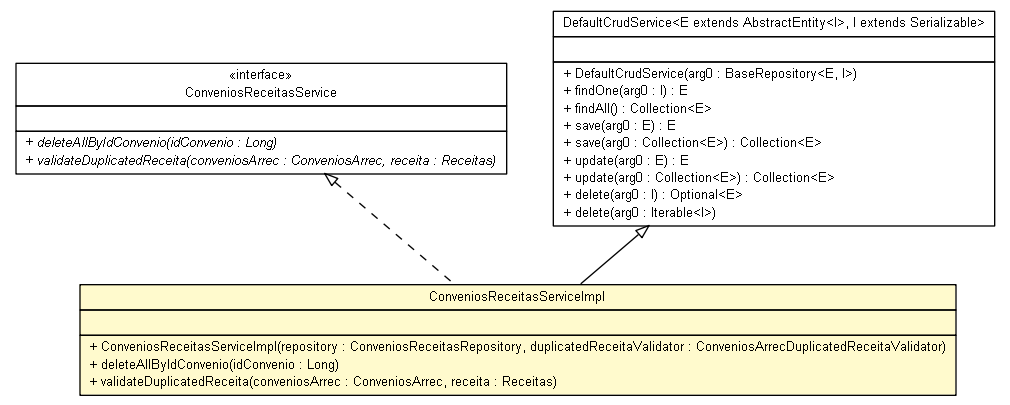 «interface»
ConveniosReceitasService
+ deleteAllByIdConvenio(idConvenio : Long)
+ validateDuplicatedReceita(conveniosArrec : ConveniosArrec, receita : Receitas)
DefaultCrudService<E extends AbstractEntity<I>, I extends Serializable>
+ DefaultCrudService(arg0 : BaseRepository<E, I>)
+ findOne(arg0 : I) : E
+ findAll() : Collection<E>
+ save(arg0 : E) : E
+ save(arg0 : Collection<E>) : Collection<E>
+ update(arg0 : E) : E
+ update(arg0 : Collection<E>) : Collection<E>
+ delete(arg0 : I) : Optional<E>
+ delete(arg0 : Iterable<I>)
ConveniosReceitasServiceImpl
+ ConveniosReceitasServiceImpl(repository : ConveniosReceitasRepository, duplicatedReceitaValidator : ConveniosArrecDuplicatedReceitaValidator)
+ deleteAllByIdConvenio(idConvenio : Long)
+ validateDuplicatedReceita(conveniosArrec : ConveniosArrec, receita : Receitas)